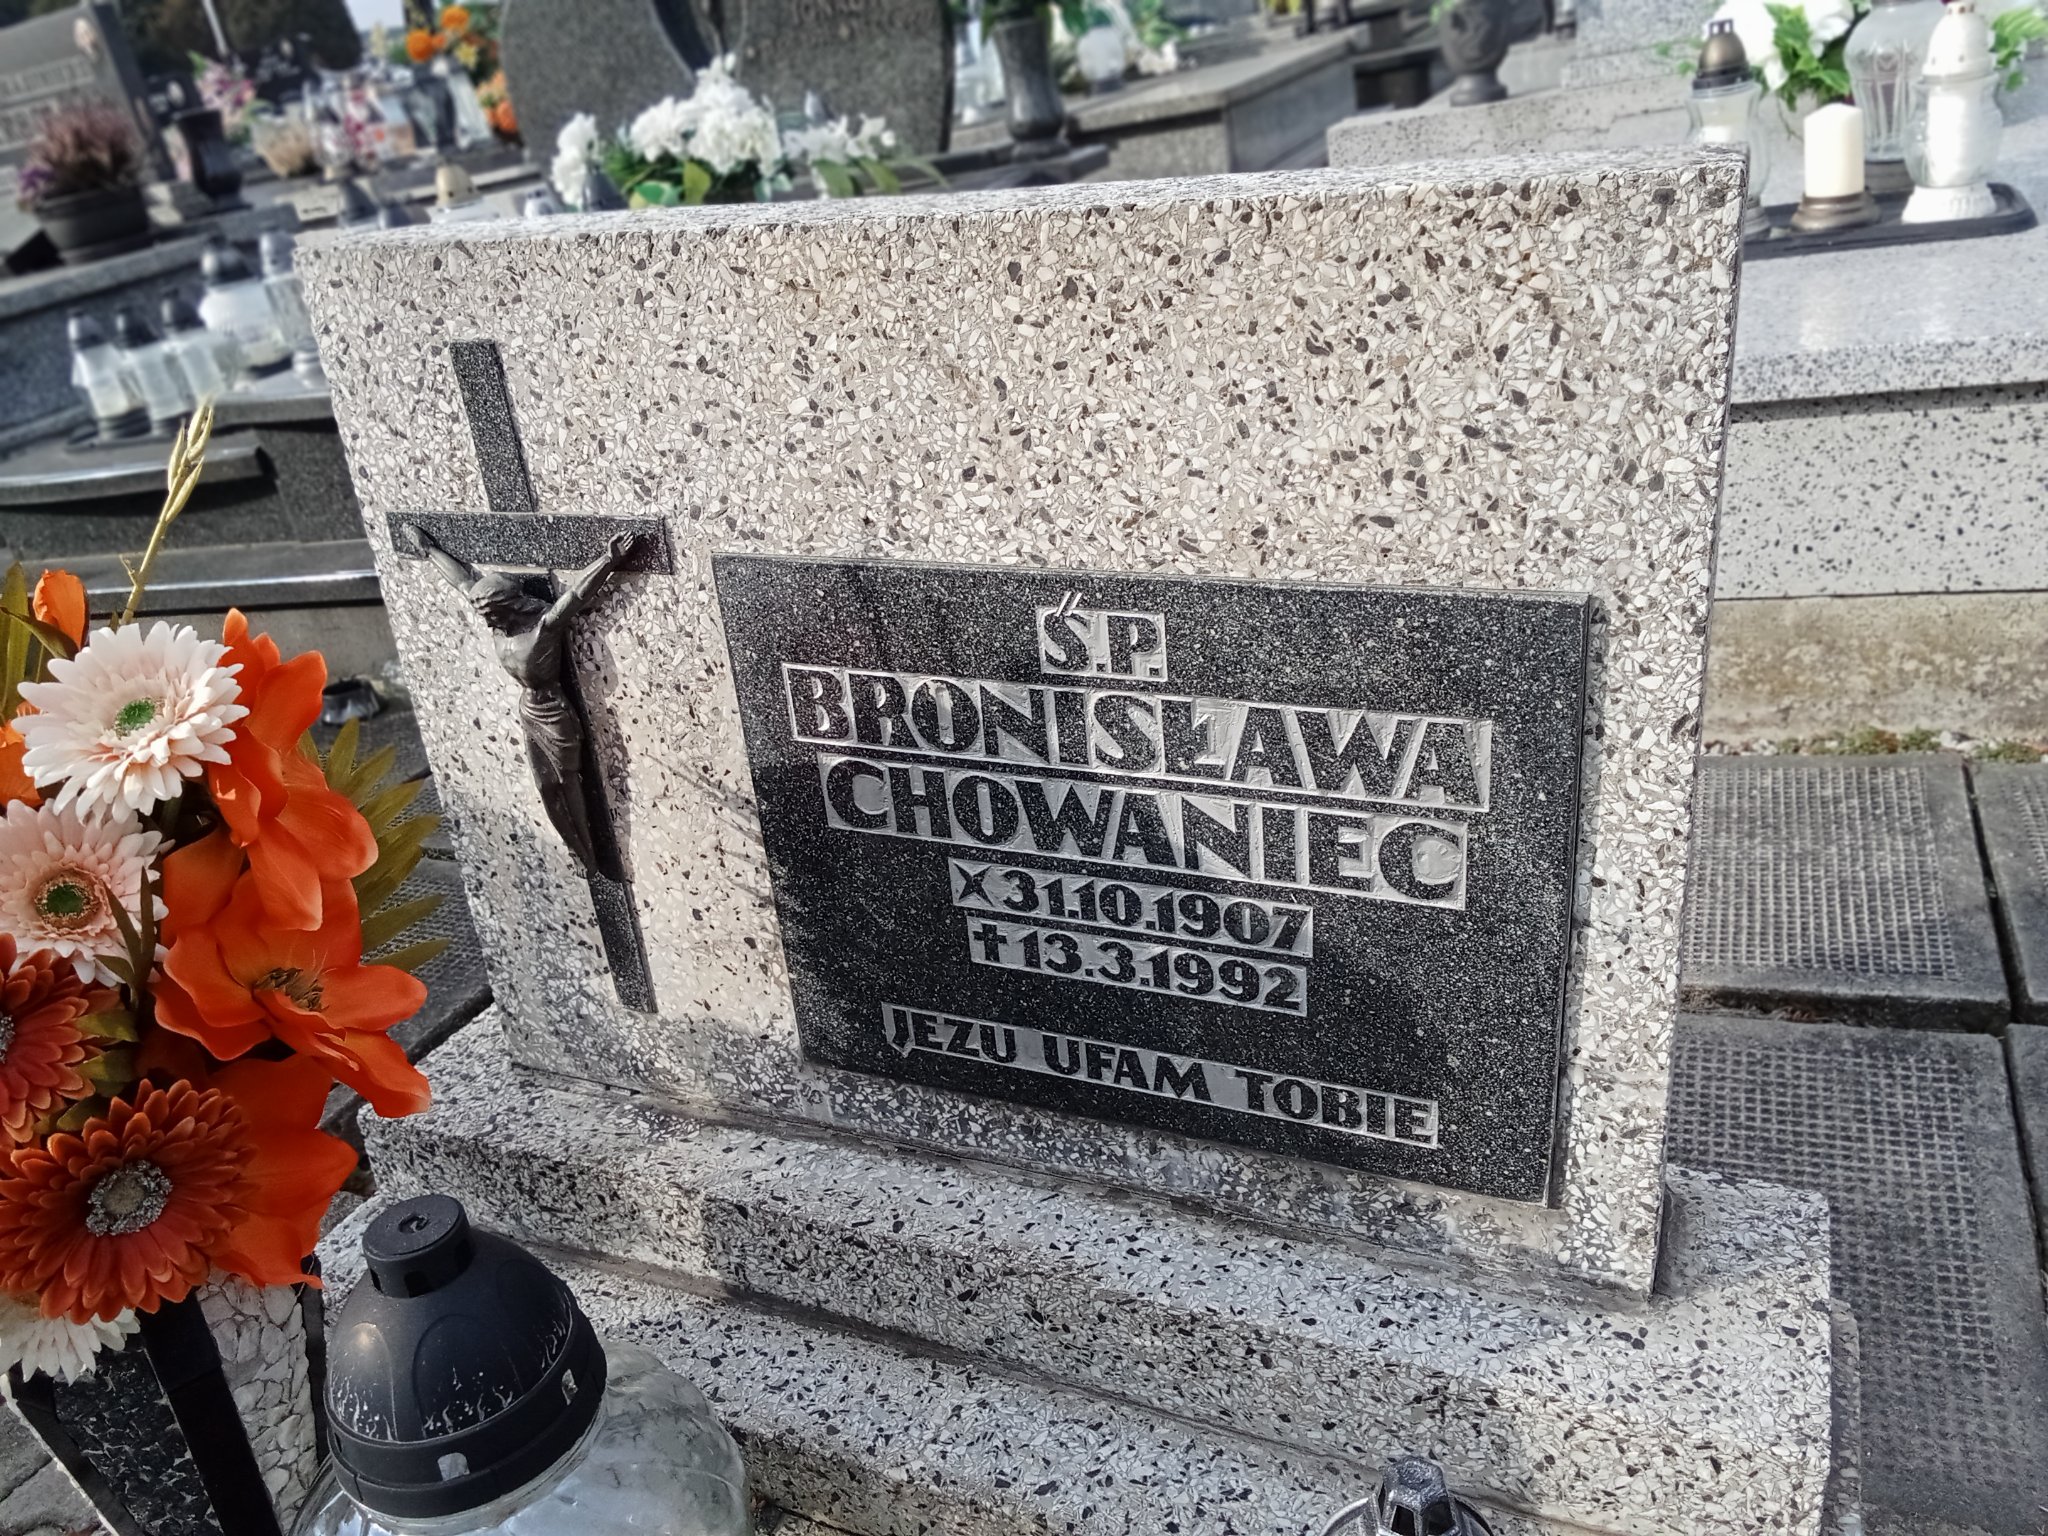 Ś.P.
BRONISŁAWA
CHOWANIEC
X 31.10.1907
✝ 13.3.1992
JEZU UFAM TOBIE